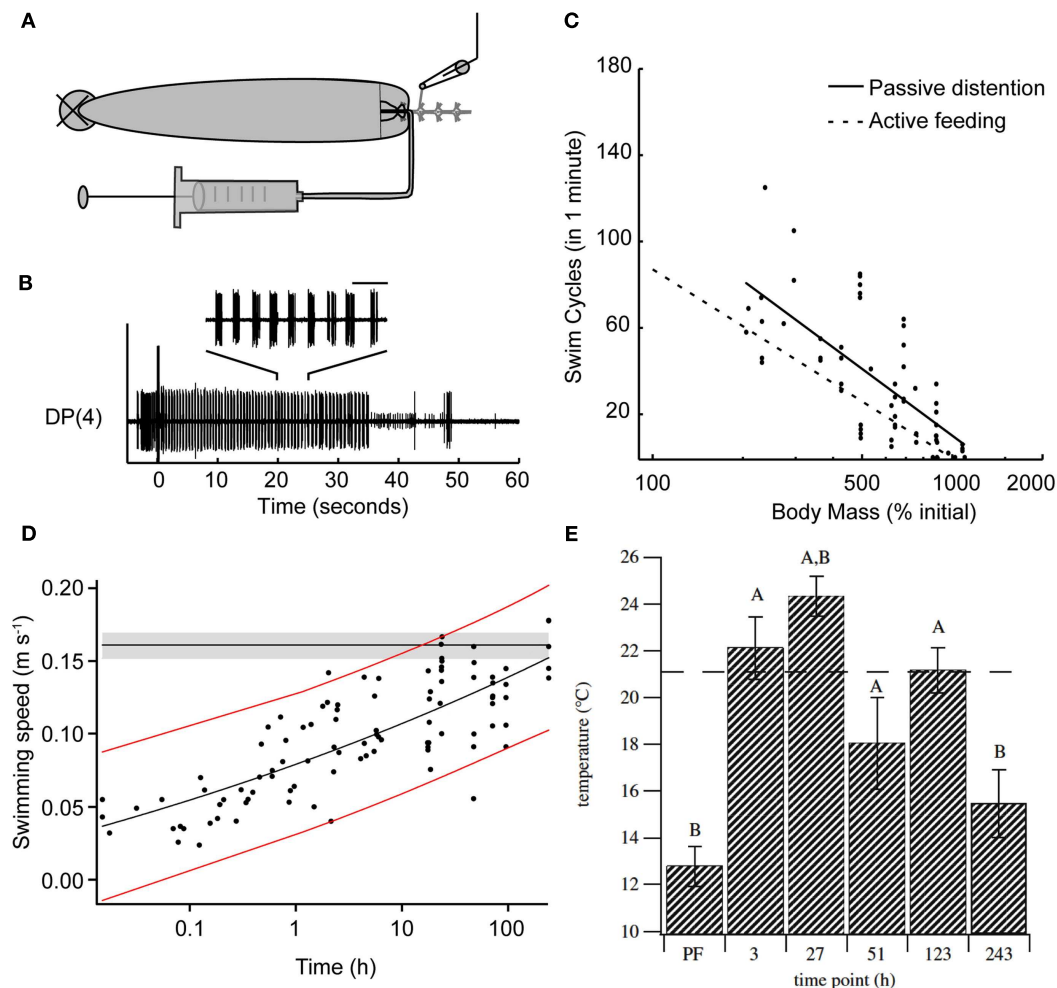 A
B
DP(4)
0 10 20 30 40 50 60
Time (seconds)
C
180
140
100
60
20
Swim Cycles (in 1 minute)
Passive distention
Active feeding
100 500 1000 2000
Body Mass (% initial)
D
0.20
0.15
0.10
0.05
0.00
Swimming speed (m s⁻¹)
0.1 1 10 100
Time (h)
E
26
24
22
20
18
16
14
12
10
temperature (°C)
B A A,B A A B
PF 3 27 51 123 243
time point (h)